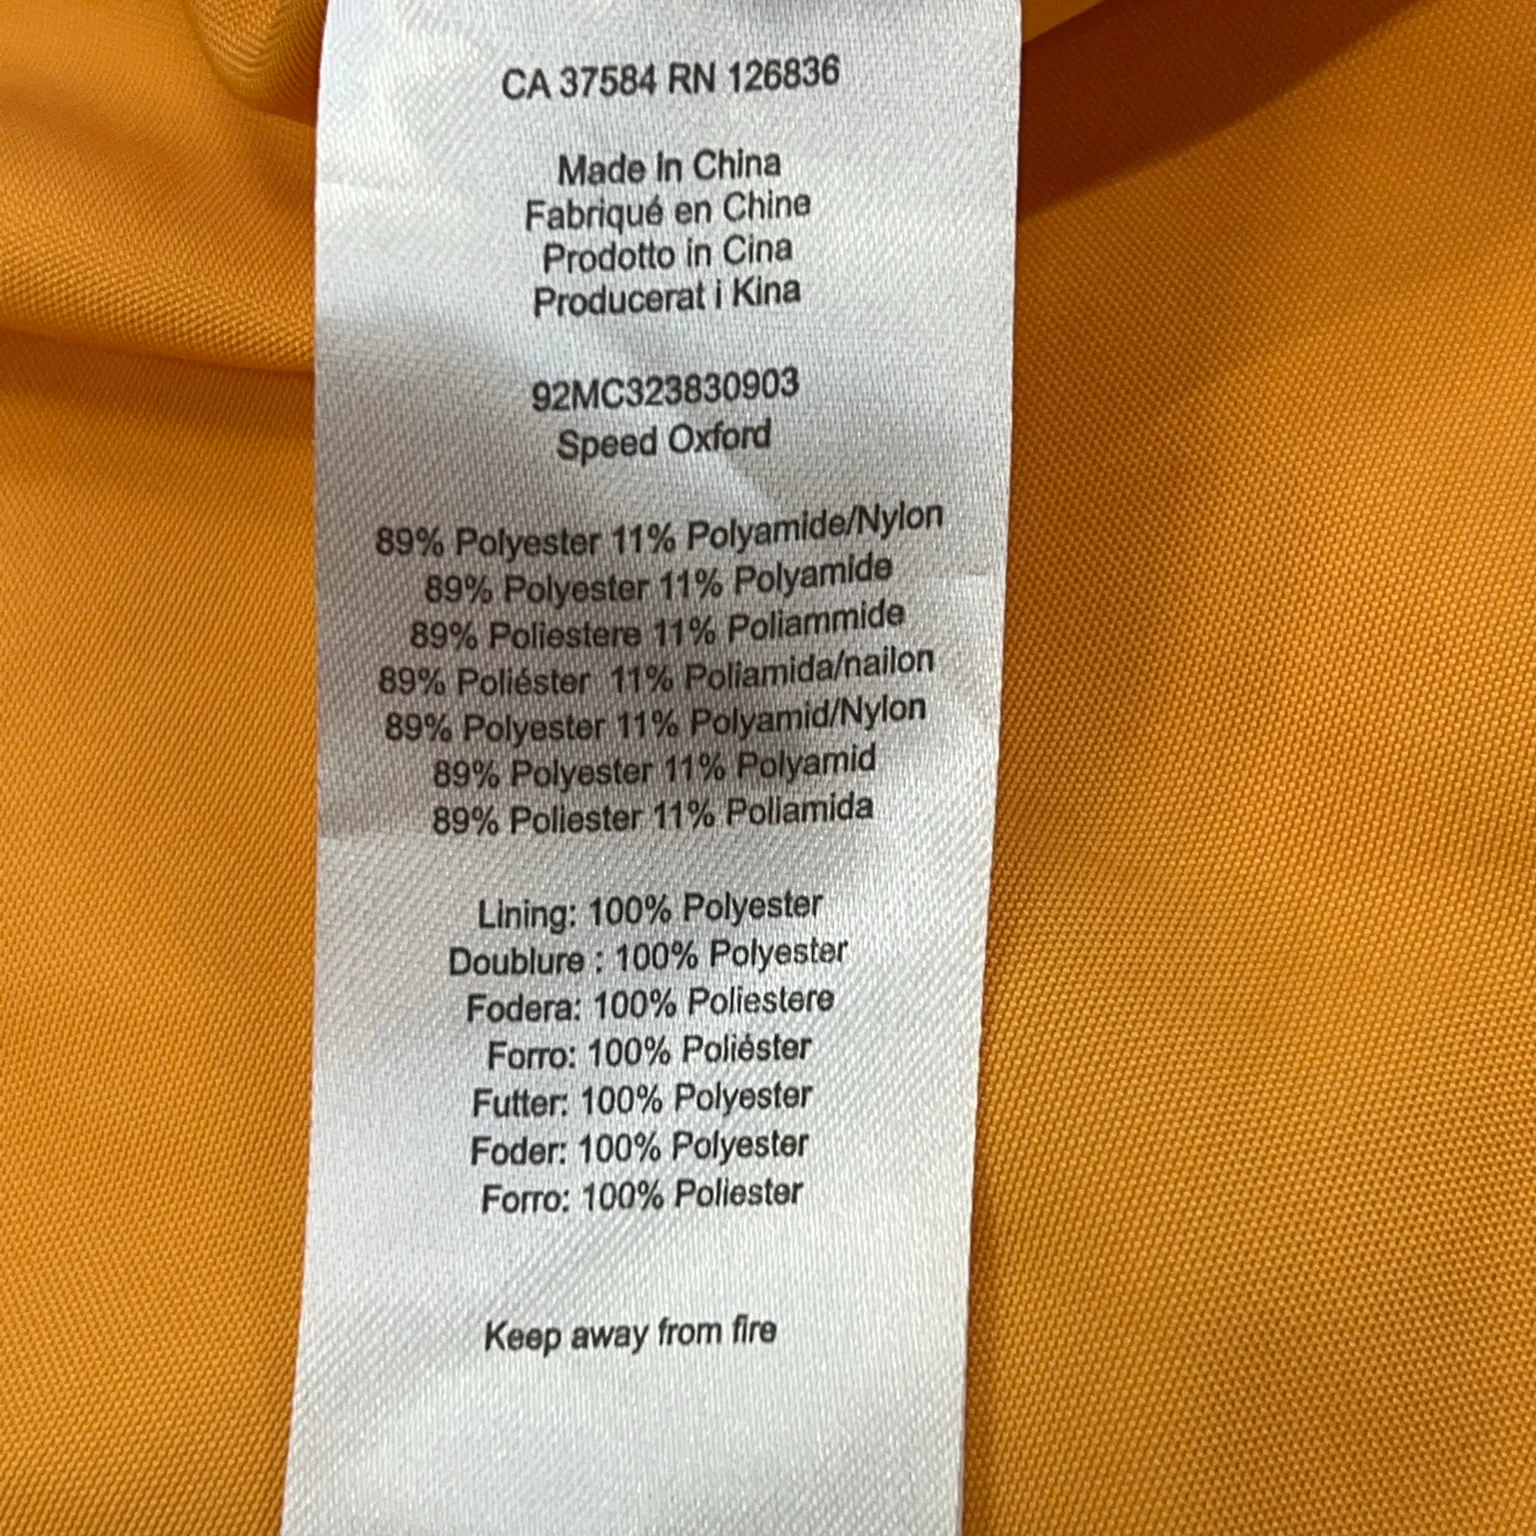 CA 37584 RN 126836
Made In China
Fabriqué en Chine
Prodotto in Cina
Producerat i Kina
92MC323830903
Speed Oxford
89% Polyester 11% Polyamide/Nylon
89% Polyester 11% Polyamide
89% Poliestere 11% Poliammide
89% Poliéster 11% Poliamida/nailon
89% Polyester 11% Polyamid/Nylon
89% Polyester 11% Polyamid
89% Poliester 11% Poliamida
Lining: 100% Polyester
Doublure : 100% Polyester
Fodera: 100% Poliestere
Forro: 100% Poliéster
Futter: 100% Polyester
Foder: 100% Polyester
Forro: 100% Poliester
Keep away from fire